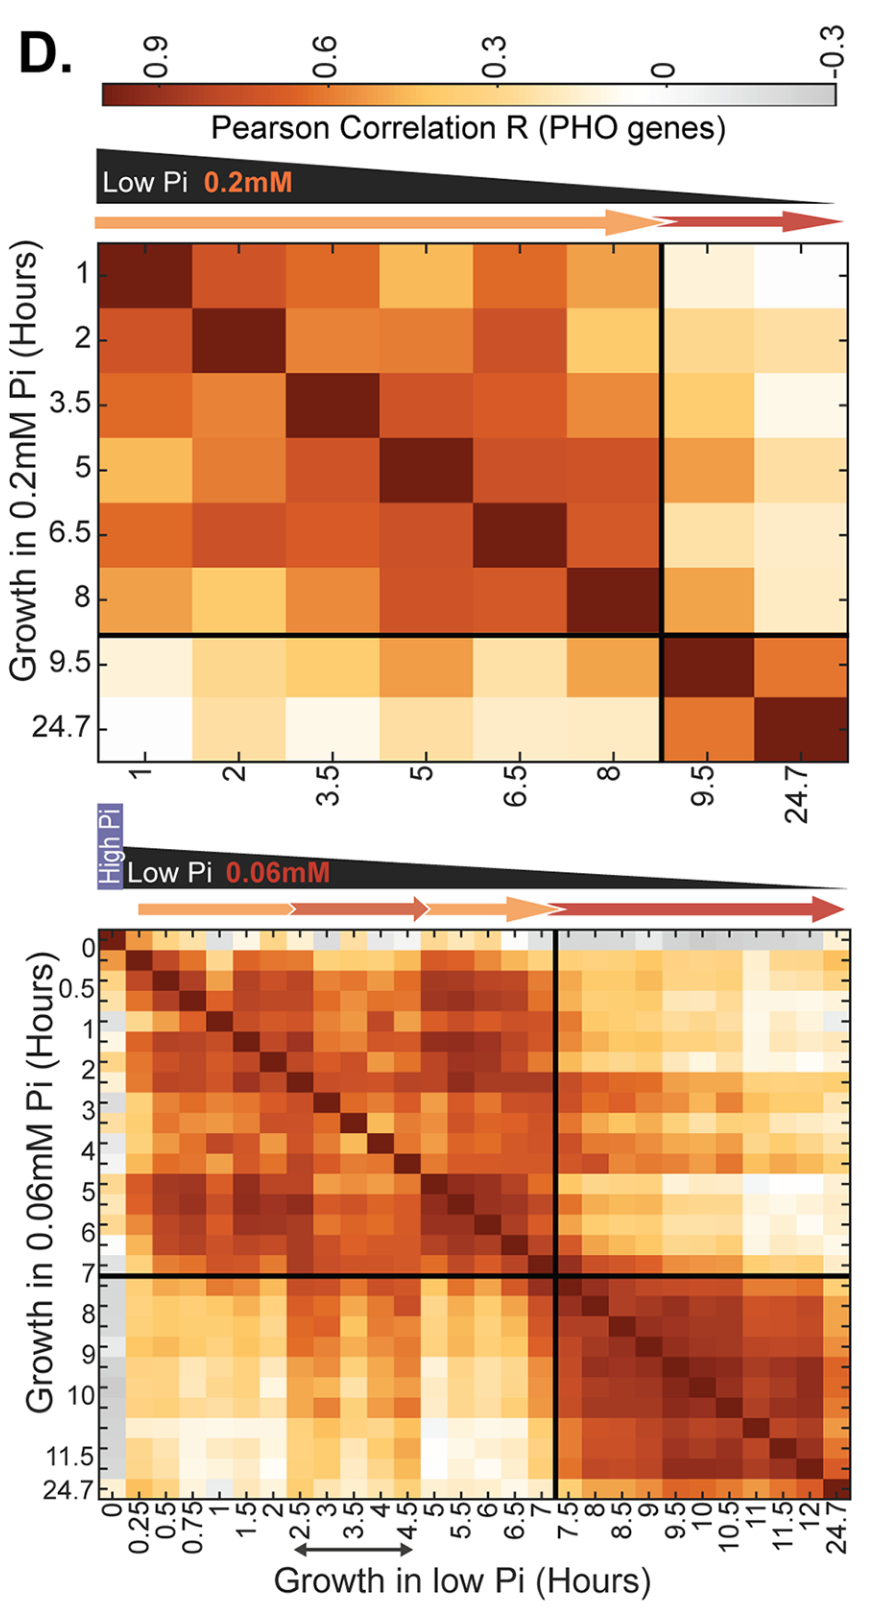 D.
0.9 0.6 0.3 0 -0.3
Pearson Correlation R (PHO genes)
Low Pi 0.2mM
Growth in 0.2mM Pi (Hours)
1
2
3.5
5
6.5
8
9.5
24.7
1 2 3.5 5 6.5 8 9.5 24.7
High Pi
Low Pi 0.06mM
Growth in 0.06mM Pi (Hours)
0
0.5
1
2
3
4
5
6
7
8
9
10
11.5
24.7
0 0.25 0.5 0.75 1 1.5 2 2.5 3 3.5 4 4.5 5 5.5 6 6.5 7 7.5 8 8.5 9 9.5 10 10.5 11 11.5 12 24.7
Growth in low Pi (Hours)